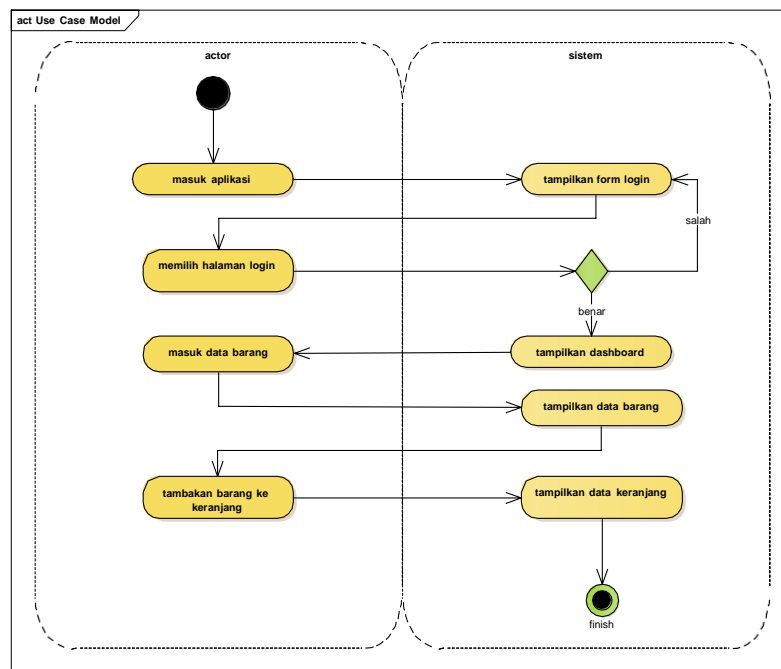 act Use Case Model
actor
sistem
masuk aplikasi
tampilkan form login
salah
memilih halaman login
benar
masuk data barang
tampilkan dashboard
tampilkan data barang
tambakan barang ke
keranjang
tampilkan data keranjang
finish